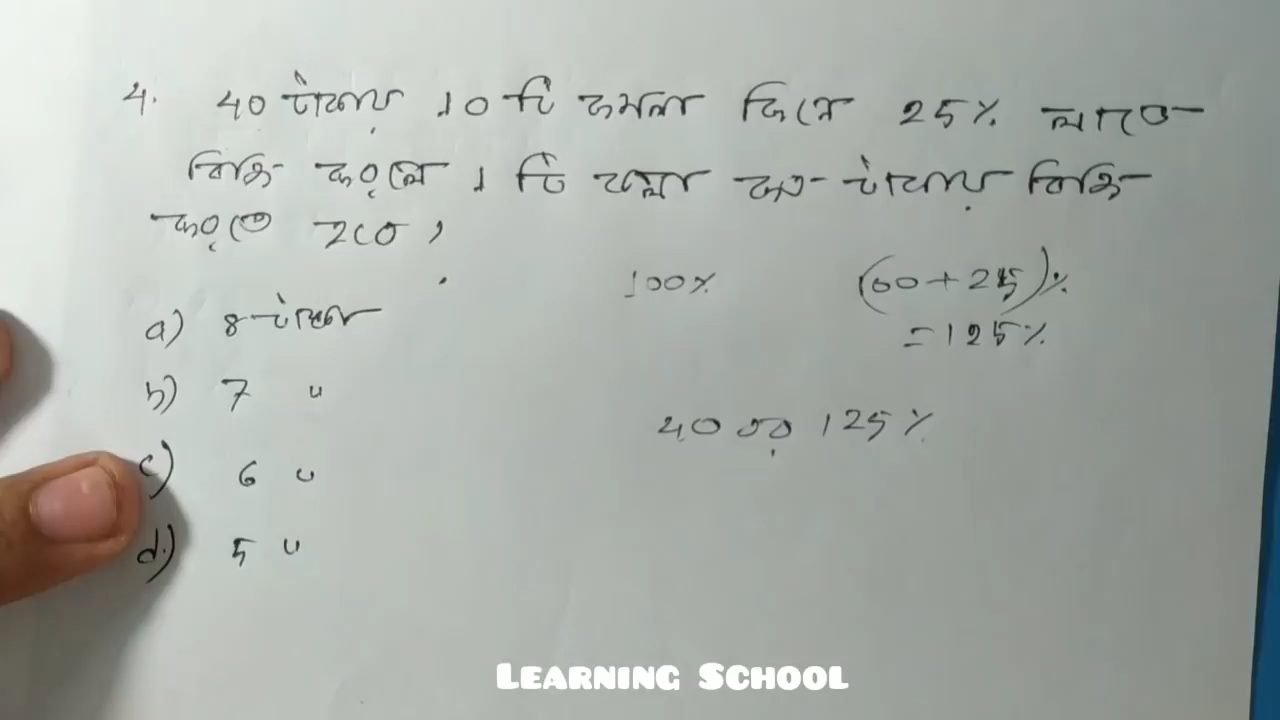 4. 40 টাকায় 10 টি কমলা কিনে 25% লাভে
বিক্রি করলে 1 টি কমলা কত টাকায় বিক্রি
করতে হবে,
100% (00+25)%
a) 8 টাকা
=125%
b) 7 "
40 এর 125%
c) 6 "
d) 5 "
LEARNING SCHOOL